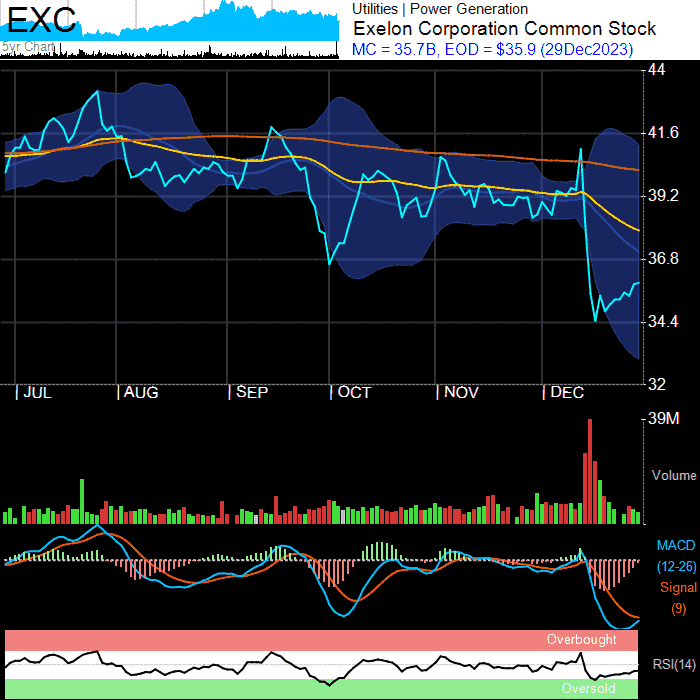 EXC
5yr Chart
Utilities | Power Generation
Exelon Corporation Common Stock
MC = 35.7B, EOD = $35.9 (29Dec2023)
44
41.6
39.2
36.8
34.4
32
JUL AUG SEP OCT NOV DEC
39M
Volume
MACD
(12-26)
Signal
(9)
Overbought
RSI(14)
Oversold